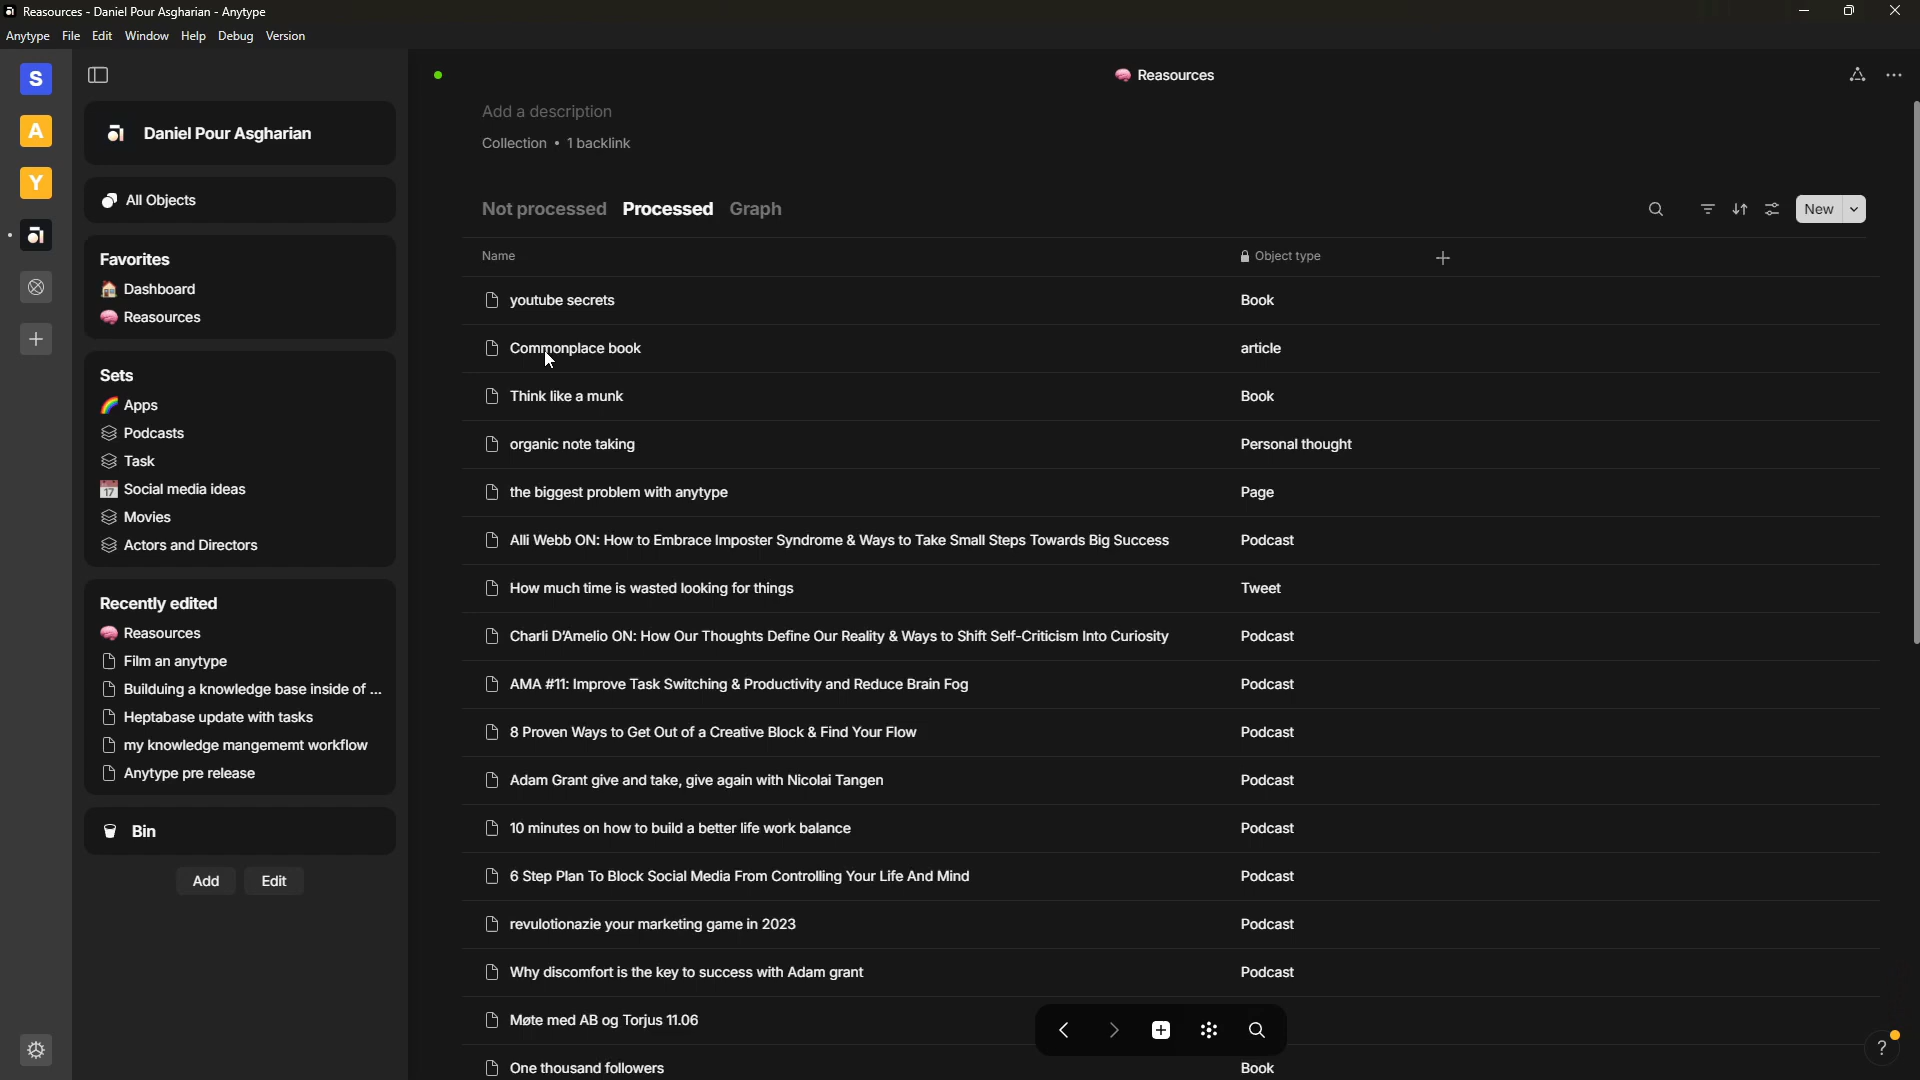 Reasources - Daniel Pour Asgharian - Anytype
Anytype File Edit Window Help Debug Version
S
A
Y
Daniel Pour Asgharian
All Objects
Favorites
Dashboard
Reasources
Sets
Apps
Podcasts
Task
17 Social media ideas
Movies
Actors and Directors
Recently edited
Reasources
Film an anytype
Builduing a knowledge base inside of ...
Heptabase update with tasks
my knowledge mangememt workflow
Anytype pre release
Bin
Add Edit
Reasources
Add a description
Collection • 1 backlink
Not processed Processed Graph
New
Name Object type
youtube secrets Book
Commonplace book article
Think like a munk Book
organic note taking Personal thought
the biggest problem with anytype Page
Alli Webb ON: How to Embrace Imposter Syndrome & Ways to Take Small Steps Towards Big Success Podcast
How much time is wasted looking for things Tweet
Charli D'Amelio ON: How Our Thoughts Define Our Reality & Ways to Shift Self-Criticism Into Curiosity Podcast
AMA #11: Improve Task Switching & Productivity and Reduce Brain Fog Podcast
8 Proven Ways to Get Out of a Creative Block & Find Your Flow Podcast
Adam Grant give and take, give again with Nicolai Tangen Podcast
10 minutes on how to build a better life work balance Podcast
6 Step Plan To Block Social Media From Controlling Your Life And Mind Podcast
revulotionazie your marketing game in 2023 Podcast
Why discomfort is the key to success with Adam grant Podcast
Møte med AB og Torjus 11.06
One thousand followers Book
?